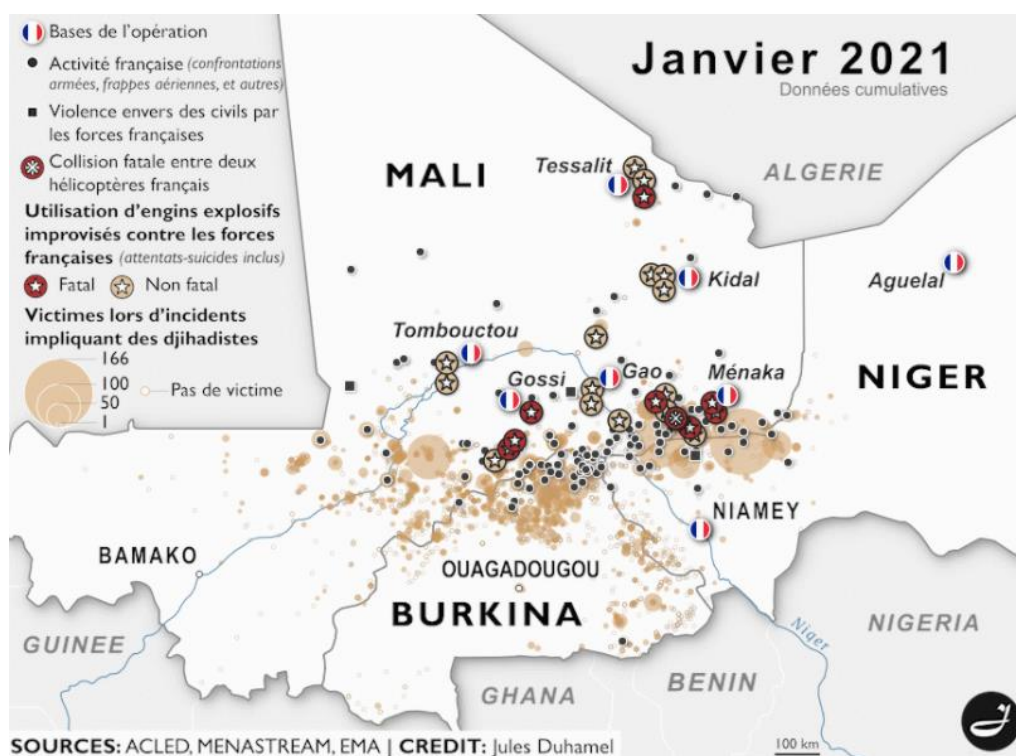 Bases de l'opération
Activité française (confrontations
armées, frappes aériennes, et autres)
Violence envers des civils par
les forces françaises
Collision fatale entre deux
hélicoptères français
Utilisation d'engins explosifs
improvisés contre les forces
françaises (attentats-suicides inclus)
Fatal Non fatal
Victimes lors d'incidents
impliquant des djihadistes
166
100
50
1
Pas de victime
Janvier 2021
Données cumulatives
MALI
Tessalit
ALGERIE
Kidal
Aguelal
Tombouctou
Gossi
Gao
Ménaka
NIGER
NIAMEY
BAMAKO
OUAGADOUGOU
BURKINA
GUINEE
Niger
NIGERIA
BENIN
GHANA
SOURCES: ACLED, MENASTREAM, EMA | CREDIT: Jules Duhamel
100 km